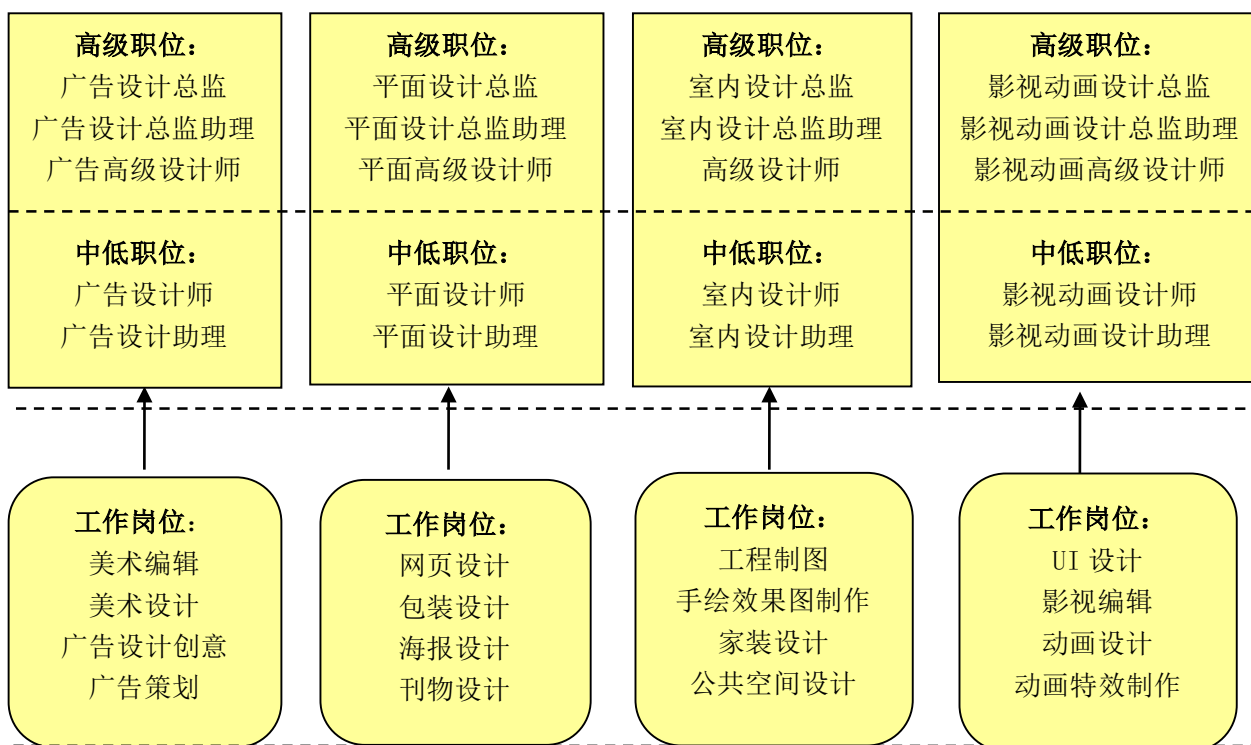 高级职位：
广告设计总监
广告设计总监助理
广告高级设计师
中低职位：
广告设计师
广告设计助理
高级职位：
平面设计总监
平面设计总监助理
平面高级设计师
中低职位：
平面设计师
平面设计助理
高级职位：
室内设计总监
室内设计总监助理
高级设计师
中低职位：
室内设计师
室内设计助理
高级职位：
影视动画设计总监
影视动画设计总监助理
影视动画高级设计师
中低职位：
影视动画设计师
影视动画设计助理
工作岗位：
美术编辑
美术设计
广告设计创意
广告策划
工作岗位：
网页设计
包装设计
海报设计
刊物设计
工作岗位：
工程制图
手绘效果图制作
家装设计
公共空间设计
工作岗位：
UI 设计
影视编辑
动画设计
动画特效制作